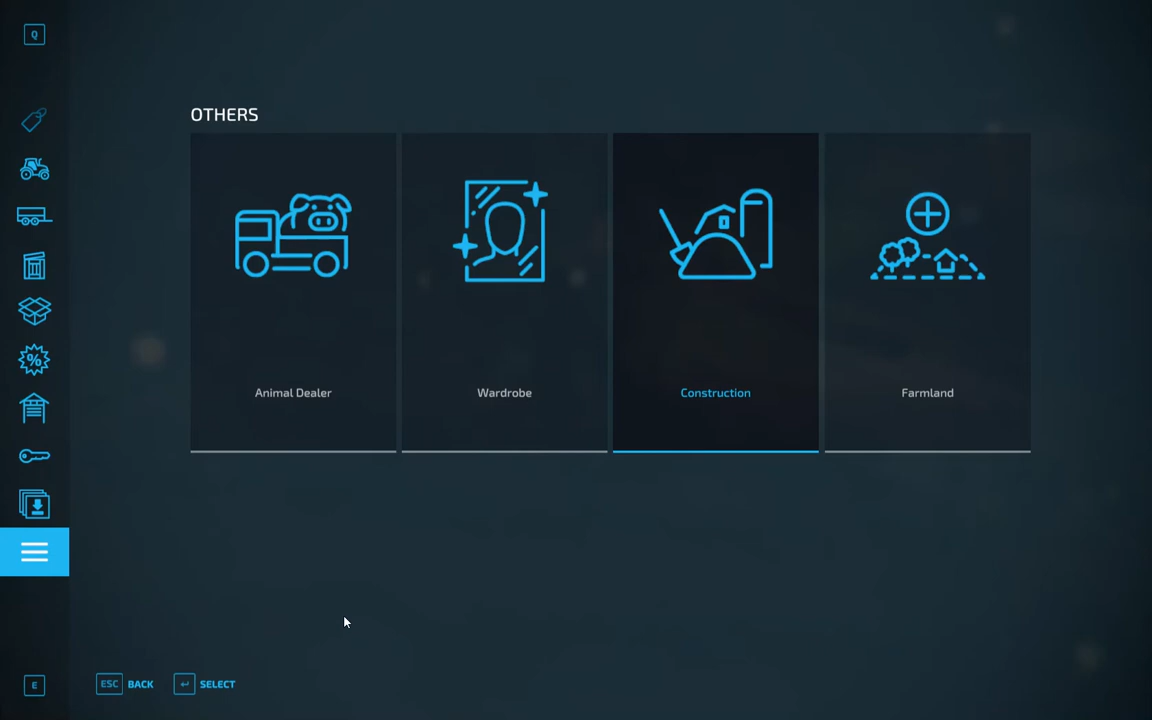 Q
OTHERS
%
Animal Dealer
Wardrobe
Construction
Farmland
E
ESC BACK
↵ SELECT